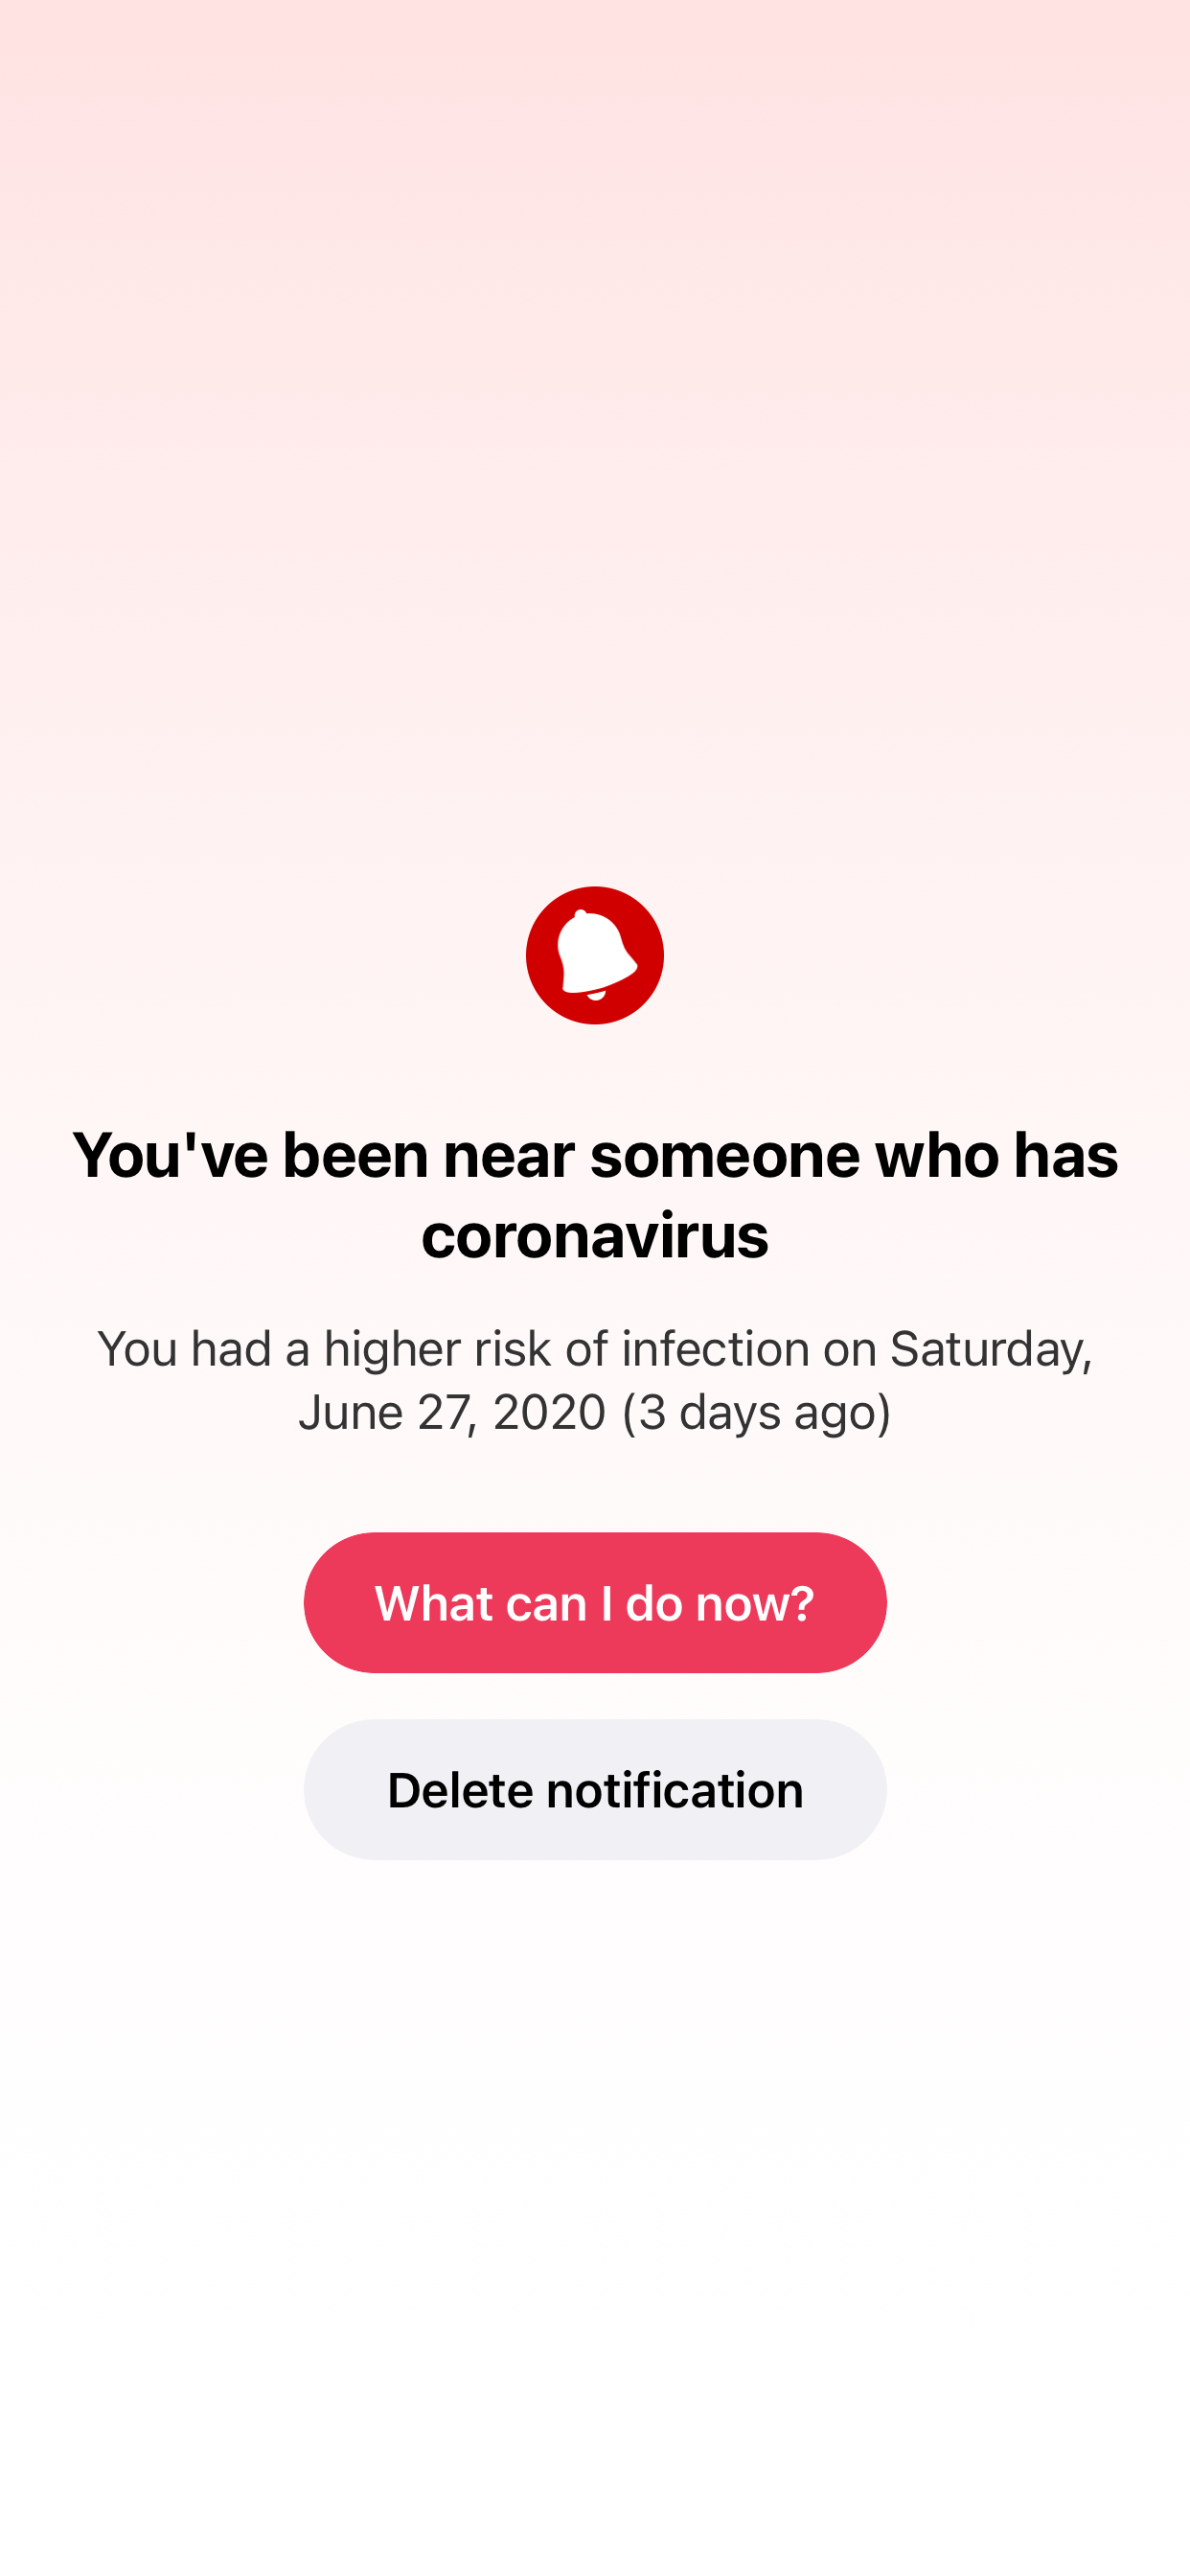 You've been near someone who has
coronavirus
You had a higher risk of infection on Saturday,
June 27, 2020 (3 days ago)
What can I do now?
Delete notification